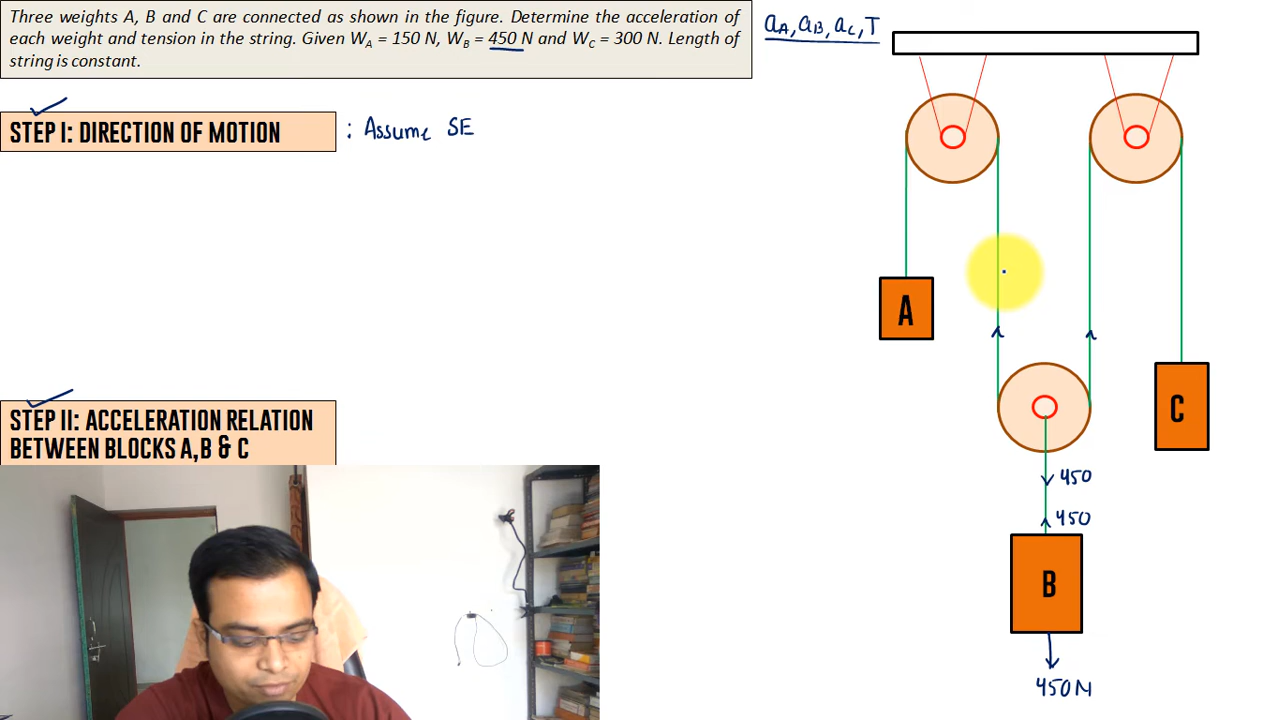 Three weights A, B and C are connected as shown in the figure. Determine the acceleration of
each weight and tension in the string. Given WA = 150 N, WB = 450 N and WC = 300 N. Length of
string is constant.
aA, aB, aC, T
STEP I: DIRECTION OF MOTION : Assume SE
A
STEP II: ACCELERATION RELATION
BETWEEN BLOCKS A,B & C
C
450
450
B
450N